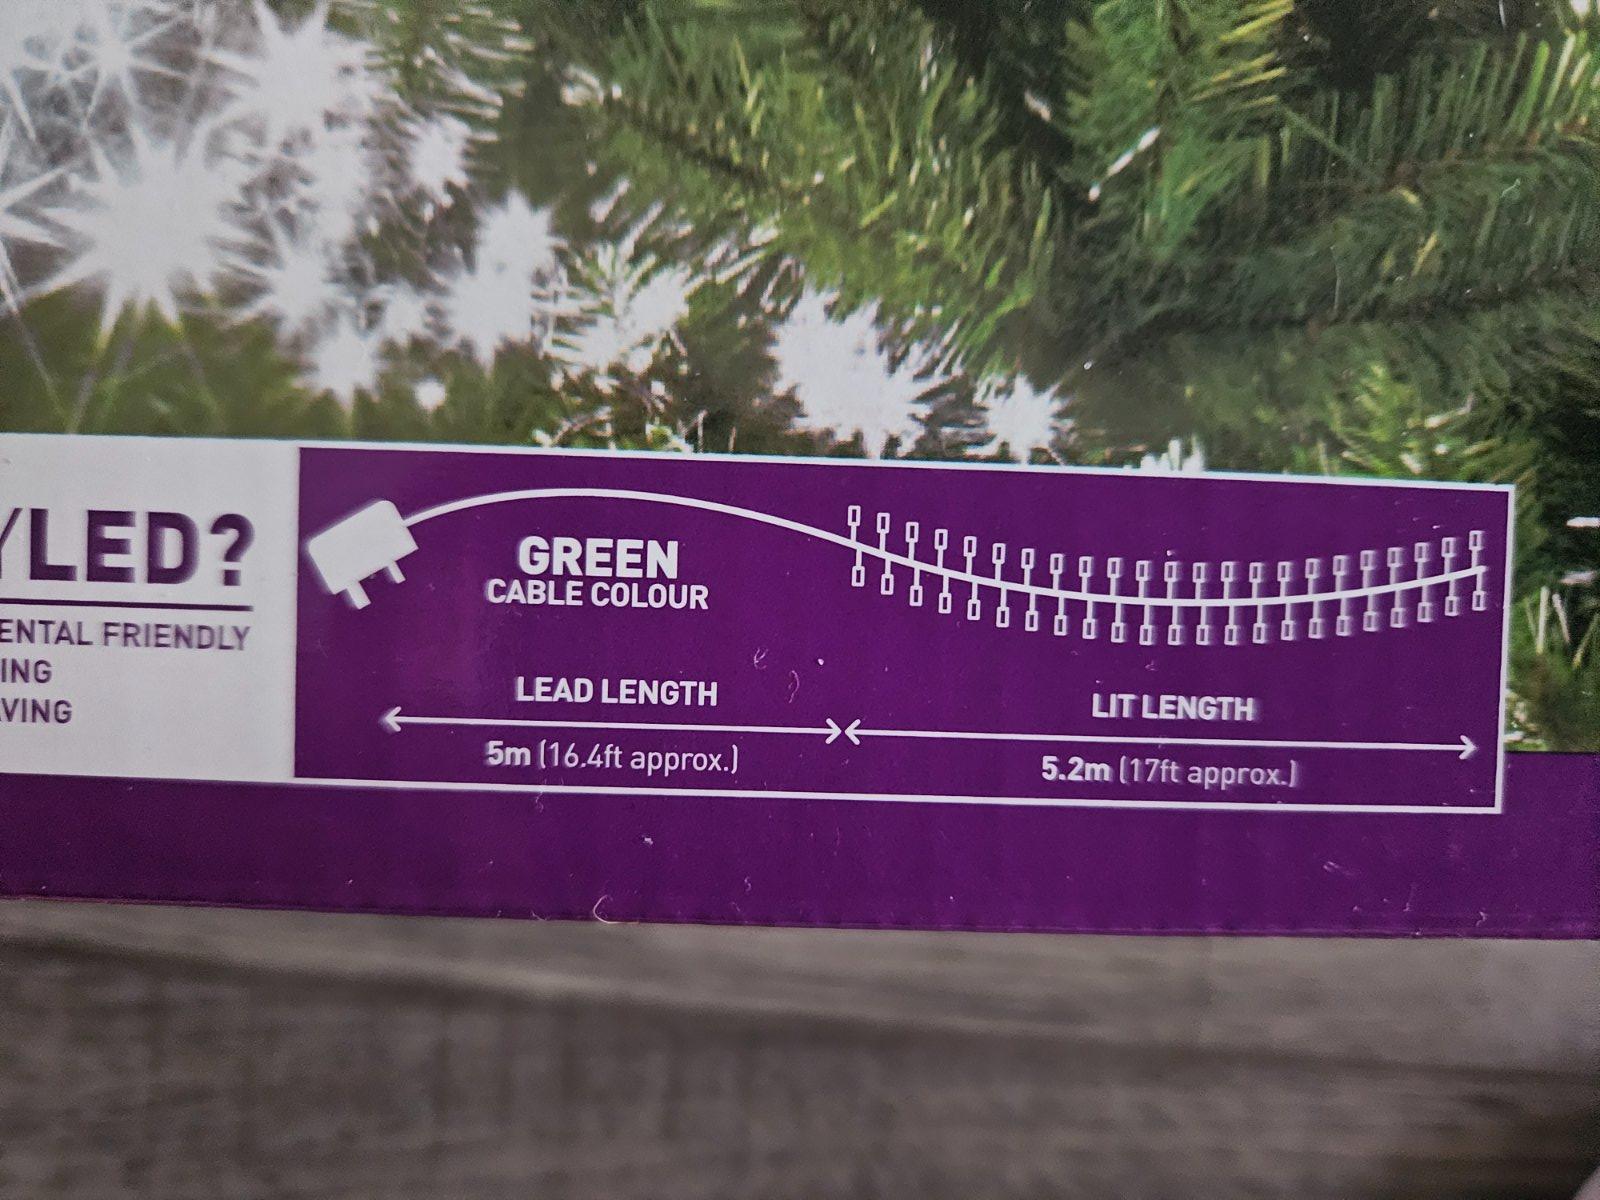 YLED?
ENTAL FRIENDLY
ING
AVING
GREEN
CABLE COLOUR
LEAD LENGTH
5m (16.4ft approx.)
LIT LENGTH
5.2m (17ft approx.)